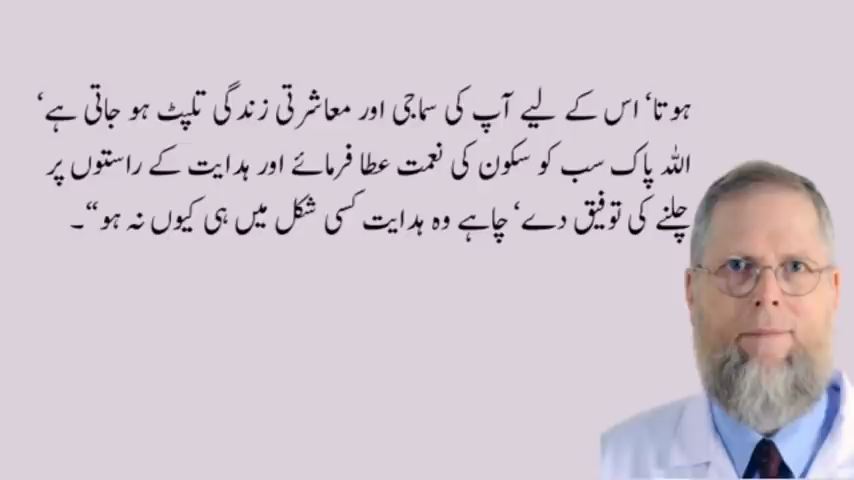 ہوتا‘ اس کے لیے آپ کی سماجی اور معاشرتی زندگی تلپٹ ہو جاتی ہے‘
اللہ پاک سب کو سکون کی نعمت عطا فرمائے اور ہدایت کے راستوں پر
چلنے کی توفیق دے‘ چاہے وہ ہدایت کسی شکل میں ہی کیوں نہ ہو“۔